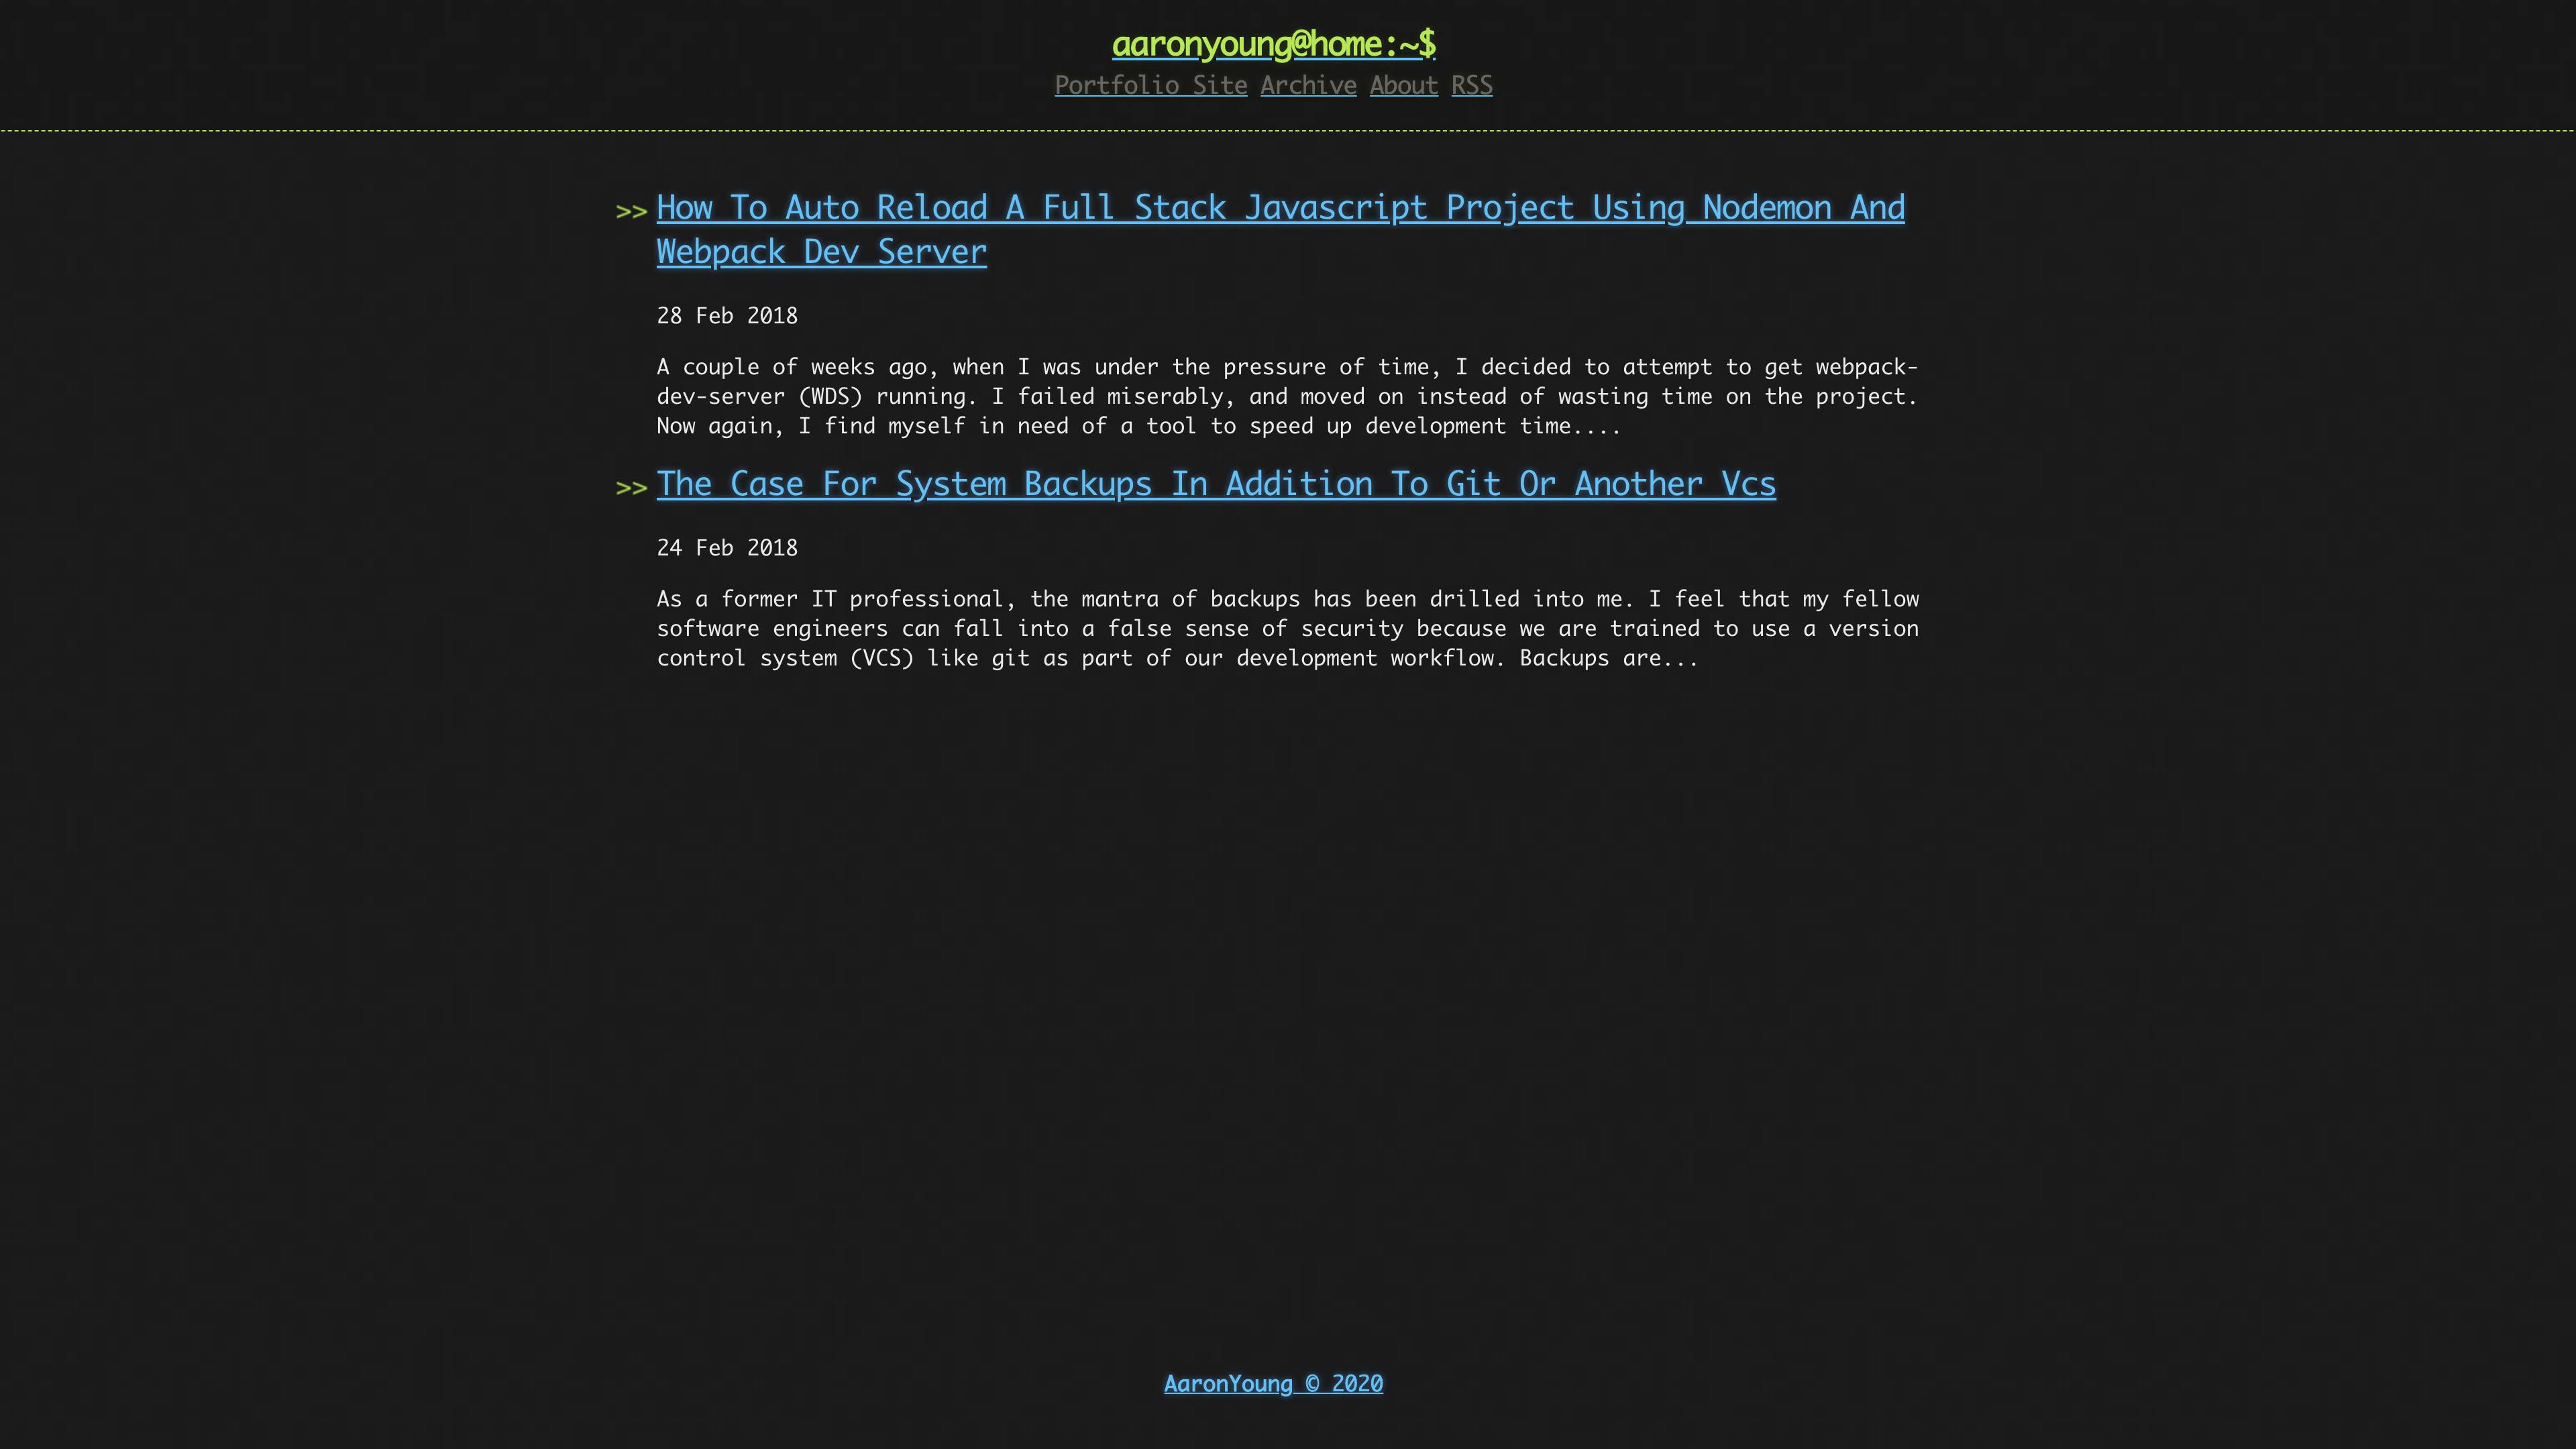 aaronyoung@home:~$
Portfolio Site Archive About RSS
>> How To Auto Reload A Full Stack Javascript Project Using Nodemon And
Webpack Dev Server
28 Feb 2018
A couple of weeks ago, when I was under the pressure of time, I decided to attempt to get webpack-
dev-server (WDS) running. I failed miserably, and moved on instead of wasting time on the project.
Now again, I find myself in need of a tool to speed up development time....
>> The Case For System Backups In Addition To Git Or Another Vcs
24 Feb 2018
As a former IT professional, the mantra of backups has been drilled into me. I feel that my fellow
software engineers can fall into a false sense of security because we are trained to use a version
control system (VCS) like git as part of our development workflow. Backups are...
AaronYoung © 2020